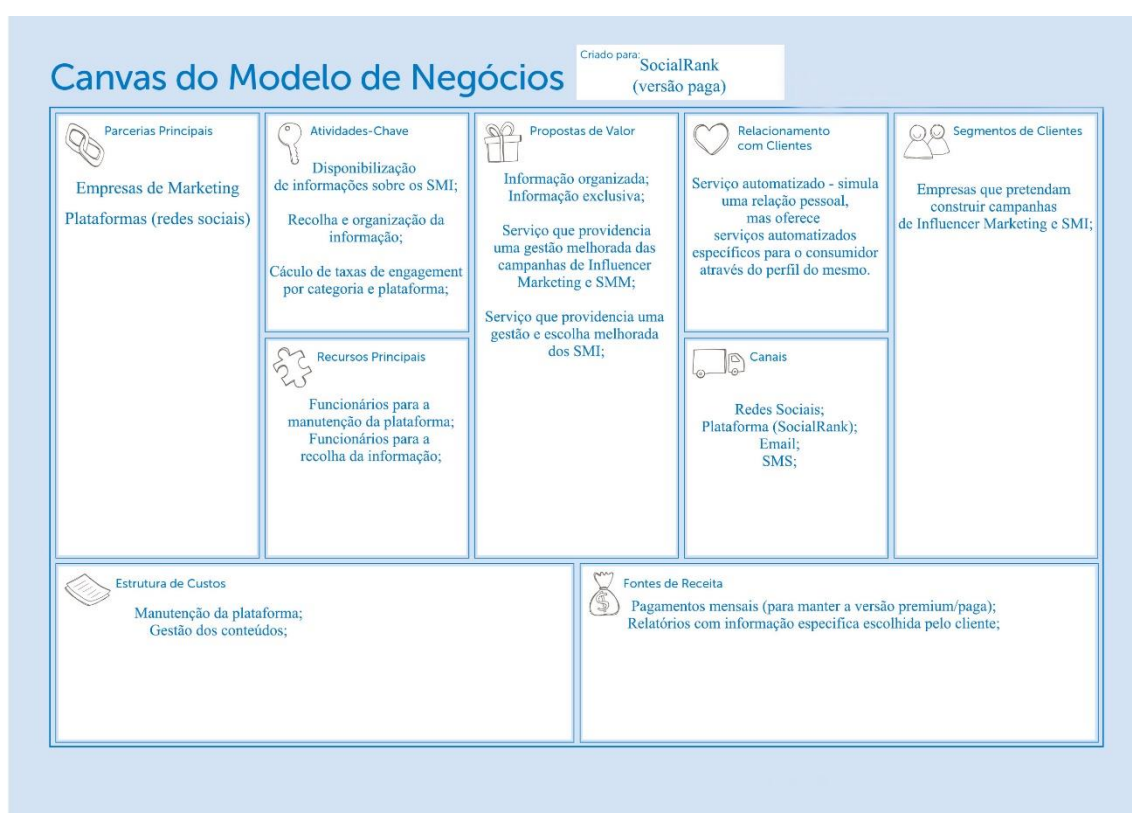 Canvas do Modelo de Negócios
Criado para:
SocialRank
(versão paga)
Parcerias Principais
Empresas de Marketing
Plataformas (redes sociais)
Atividades-Chave
Disponibilização
de informações sobre os SMI;
Recolha e organização da
informação;
Cáculo de taxas de engagement
por categoria e plataforma;
Recursos Principais
Funcionários para a
manutenção da plataforma;
Funcionários para a
recolha da informação;
Propostas de Valor
Informação organizada;
Informação exclusiva;
Serviço que providencia
uma gestão melhorada das
campanhas de Influencer
Marketing e SMM;
Serviço que providencia uma
gestão e escolha melhorada
dos SMI;
Relacionamento
com Clientes
Serviço automatizado - simula
uma relação pessoal,
mas oferece
serviços automatizados
específicos para o consumidor
através do perfil do mesmo.
Canais
Redes Sociais;
Plataforma (SocialRank);
Email;
SMS;
Segmentos de Clientes
Empresas que pretendam
construir campanhas
de Influencer Marketing e SMI;
Estrutura de Custos
Manutenção da plataforma;
Gestão dos conteúdos;
Fontes de Receita
Pagamentos mensais (para manter a versão premium/paga);
Relatórios com informação especifica escolhida pelo cliente;